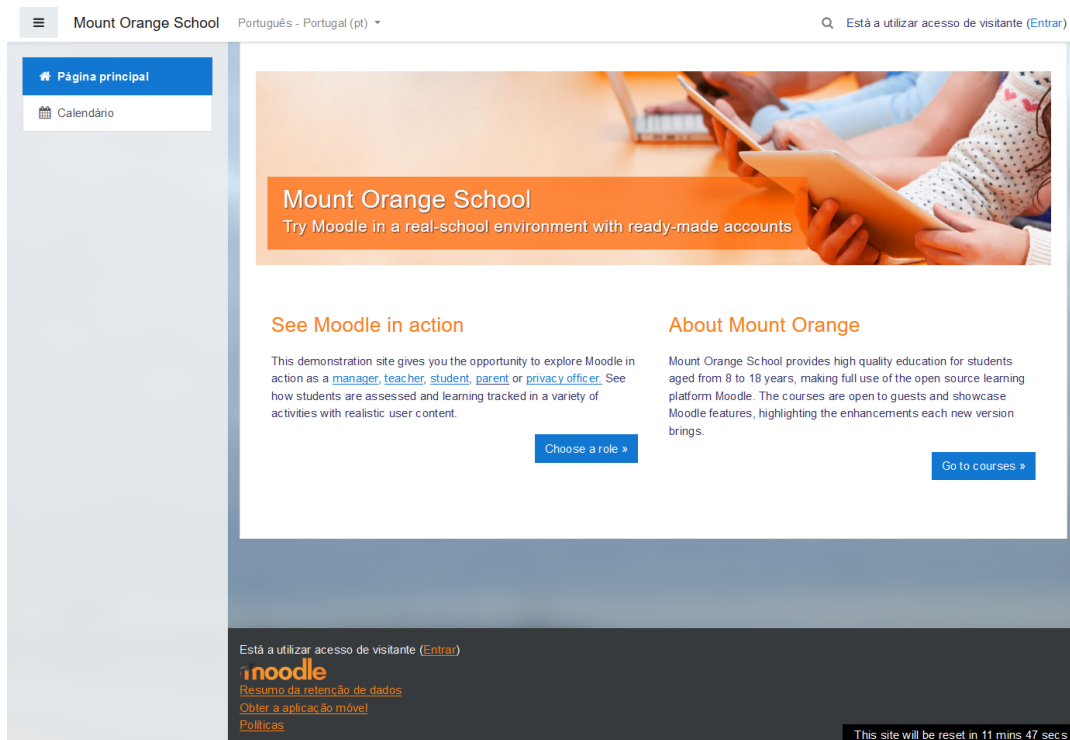 Mount Orange School Português - Portugal (pt) Está a utilizar acesso de visitante (Entrar)
Página principal
Calendário
Mount Orange School
Try Moodle in a real-school environment with ready-made accounts
See Moodle in action
This demonstration site gives you the opportunity to explore Moodle in
action as a manager, teacher, student, parent or privacy officer. See
how students are assessed and learning tracked in a variety of
activities with realistic user content.
Choose a role »
About Mount Orange
Mount Orange School provides high quality education for students
aged from 8 to 18 years, making full use of the open source learning
platform Moodle. The courses are open to guests and showcase
Moodle features, highlighting the enhancements each new version
brings.
Go to courses »
Está a utilizar acesso de visitante (Entrar)
moodle
Resumo da retenção de dados
Obter a aplicação móvel
Políticas
This site will be reset in 11 mins 47 secs